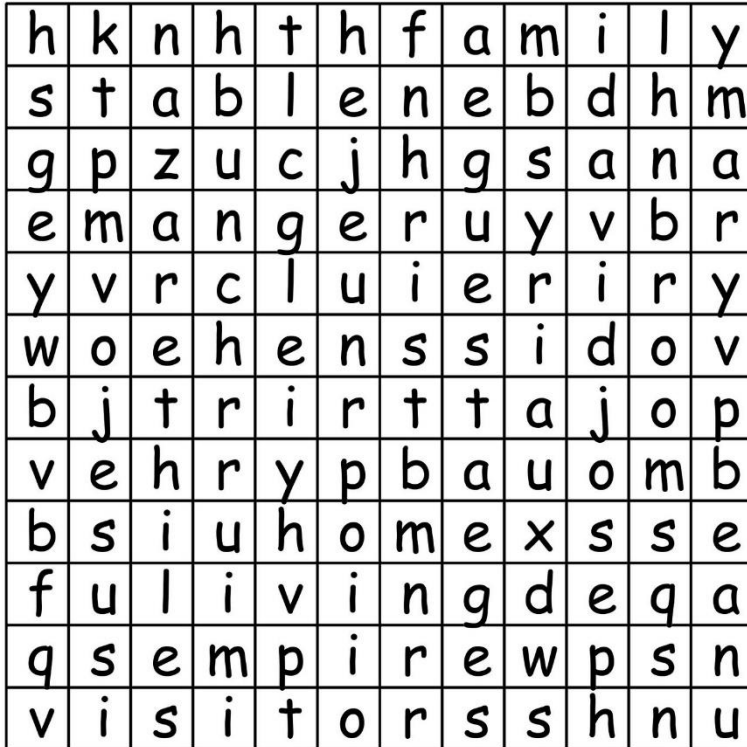 h k n h t h f a m i l y
s t a b l e n e b d h m
g p z u c j h g s a n a
e m a n g e r u y v b r
y v r c l u i e r i r y
w o e h e n s s i d o v
b j t r i r t t a j o p
v e h r y p b a u o m b
b s i u h o m e x s s e
f u l i v i n g d e q a
q s e m p i r e w p s n
v i s i t o r s s h n u